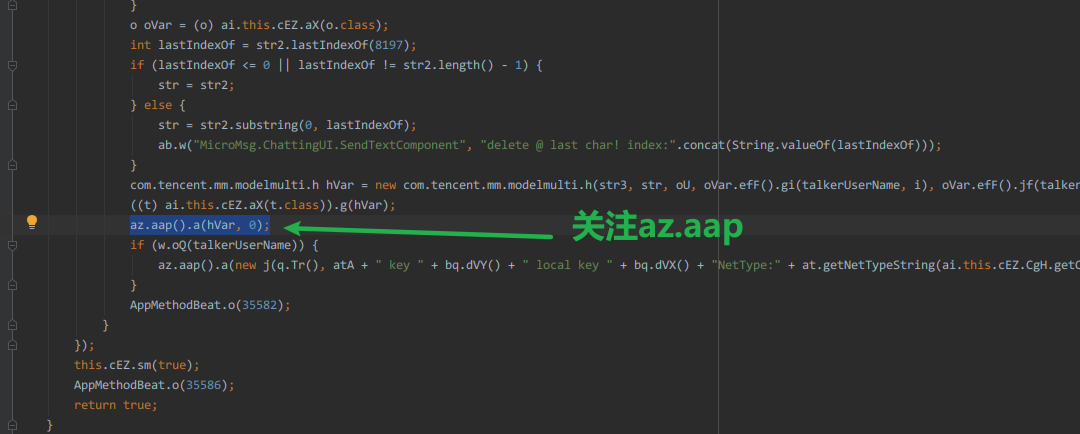 }
o oVar = (o) ai.this.cEZ.aX(o.class);
int lastIndexOf = str2.lastIndexOf(8197);
if (lastIndexOf <= 0 || lastIndexOf != str2.length() - 1) {
str = str2;
} else {
str = str2.substring(0, lastIndexOf);
ab.w("MicroMsg.ChattingUI.SendTextComponent", "delete @ last char! index:".concat(String.valueOf(lastIndexOf)));
}
com.tencent.mm.modelmulti.h hVar = new com.tencent.mm.modelmulti.h(str3, str, oU, oVar.efF().gi(talkerUserName, i), oVar.efF().jf(talker
((t) ai.this.cEZ.aX(t.class)).g(hVar);
az.aap().a(hVar, 0); 关注az.aap
if (w.oQ(talkerUserName)) {
az.aap().a(new j(q.Tr(), atA + " key " + bq.dVY() + " local key " + bq.dVX() + "NetType:" + at.getNetTypeString(ai.this.cEZ.CgH.getC
}
AppMethodBeat.o(35582);
}
});
this.cEZ.sm(true);
AppMethodBeat.o(35586);
return true;
}